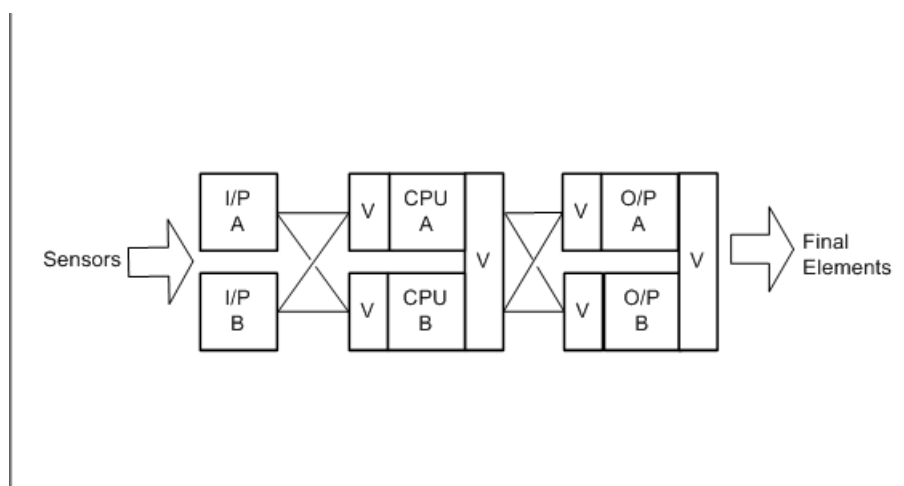 Sensors
I/P
A
I/P
B
V
CPU
A
V
CPU
B
V
V
O/P
A
V
O/P
B
V
Final
Elements